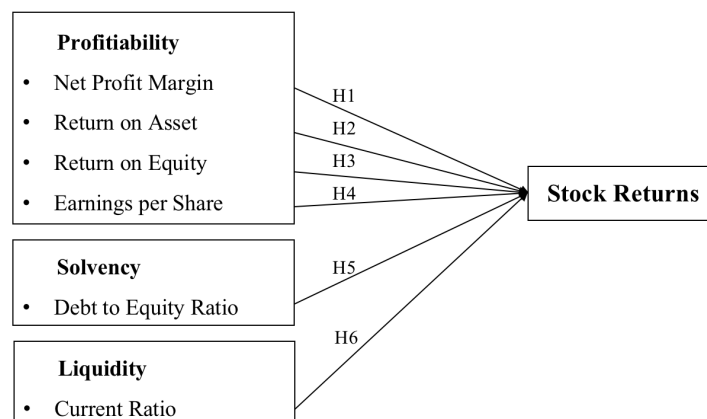 Profitiability
• Net Profit Margin
• Return on Asset
• Return on Equity
• Earnings per Share
H1
H2
H3
H4
Stock Returns
Solvency
• Debt to Equity Ratio
H5
Liquidity
• Current Ratio
H6